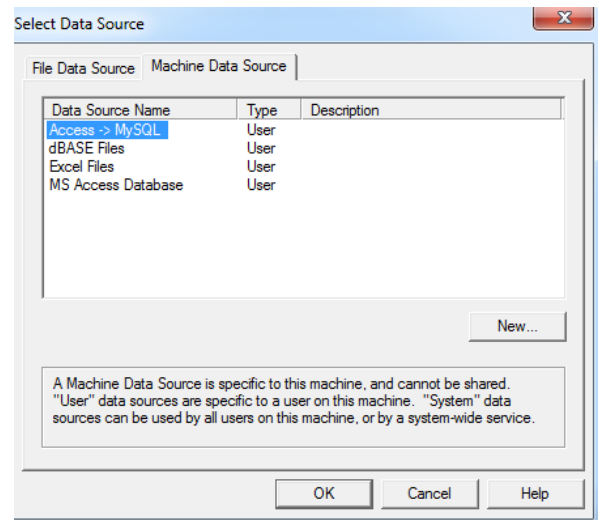 Select Data Source
File Data Source Machine Data Source
Data Source Name Type Description
Access -> MySQL User
dBASE Files User
Excel Files User
MS Access Database User
New...
A Machine Data Source is specific to this machine, and cannot be shared.
"User" data sources are specific to a user on this machine. "System" data
sources can be used by all users on this machine, or by a system-wide service.
OK Cancel Help